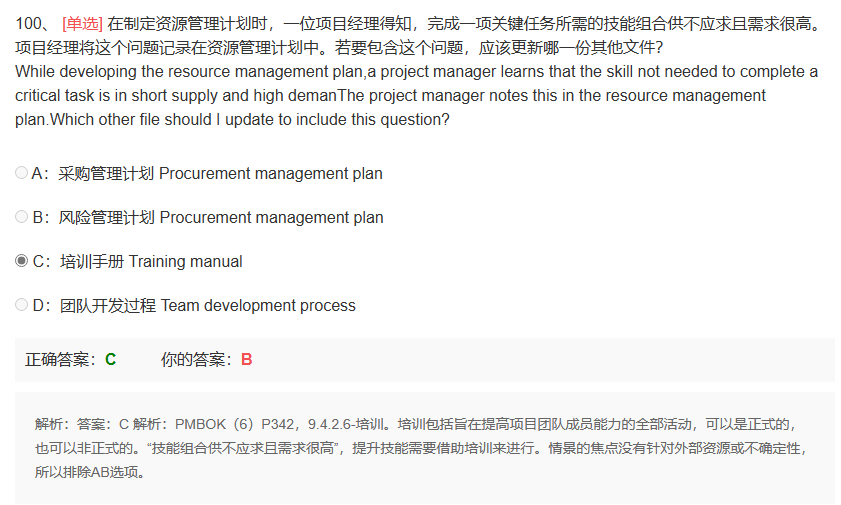 100、 [单选] 在制定资源管理计划时，一位项目经理得知，完成一项关键任务所需的技能组合供不应求且需求很高。
项目经理将这个问题记录在资源管理计划中。若要包含这个问题，应该更新哪一份其他文件？
While developing the resource management plan,a project manager learns that the skill not needed to complete a
critical task is in short supply and high demanThe project manager notes this in the resource management
plan.Which other file should I update to include this question?
A：采购管理计划 Procurement management plan
B：风险管理计划 Procurement management plan
C：培训手册 Training manual
D：团队开发过程 Team development process
正确答案：C 你的答案：B
解析：答案：C 解析：PMBOK（6）P342，9.4.2.6-培训。培训包括旨在提高项目团队成员能力的全部活动，可以是正式的，
也可以非正式的。“技能组合供不应求且需求很高”，提升技能需要借助培训来进行。情景的焦点没有针对外部资源或不确定性，
所以排除AB选项。